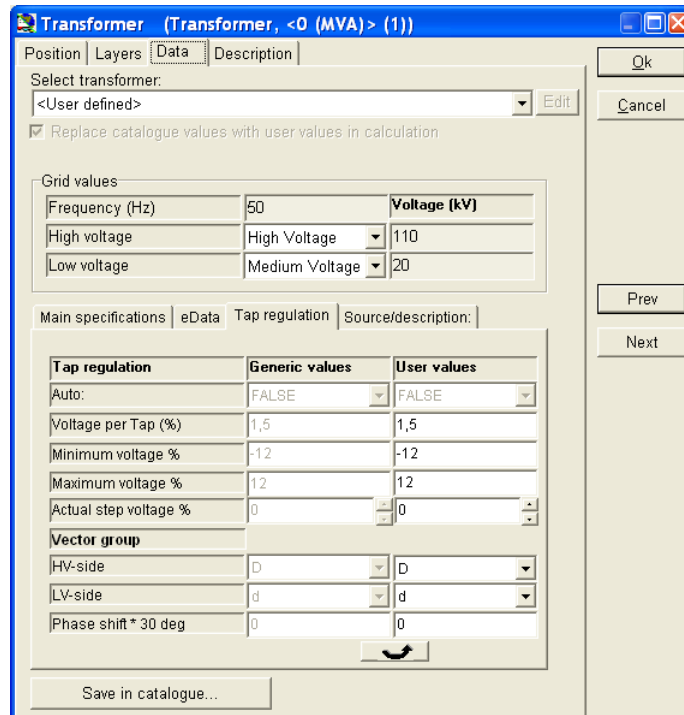 Transformer (Transformer, <0 (MVA)> (1))
Position Layers Data Description
Ok
Select transformer:
<User defined> Edit
Cancel
Replace catalogue values with user values in calculation
Grid values
Frequency (Hz) 50 Voltage (kV)
High voltage High Voltage 110
Low voltage Medium Voltage 20
Prev
Main specifications eData Tap regulation Source/description:
Next
Tap regulation Generic values User values
Auto: FALSE FALSE
Voltage per Tap (%) 1,5 1,5
Minimum voltage % -12 -12
Maximum voltage % 12 12
Actual step voltage % 0 0
Vector group
HV-side D D
LV-side d d
Phase shift * 30 deg 0 0
Save in catalogue...